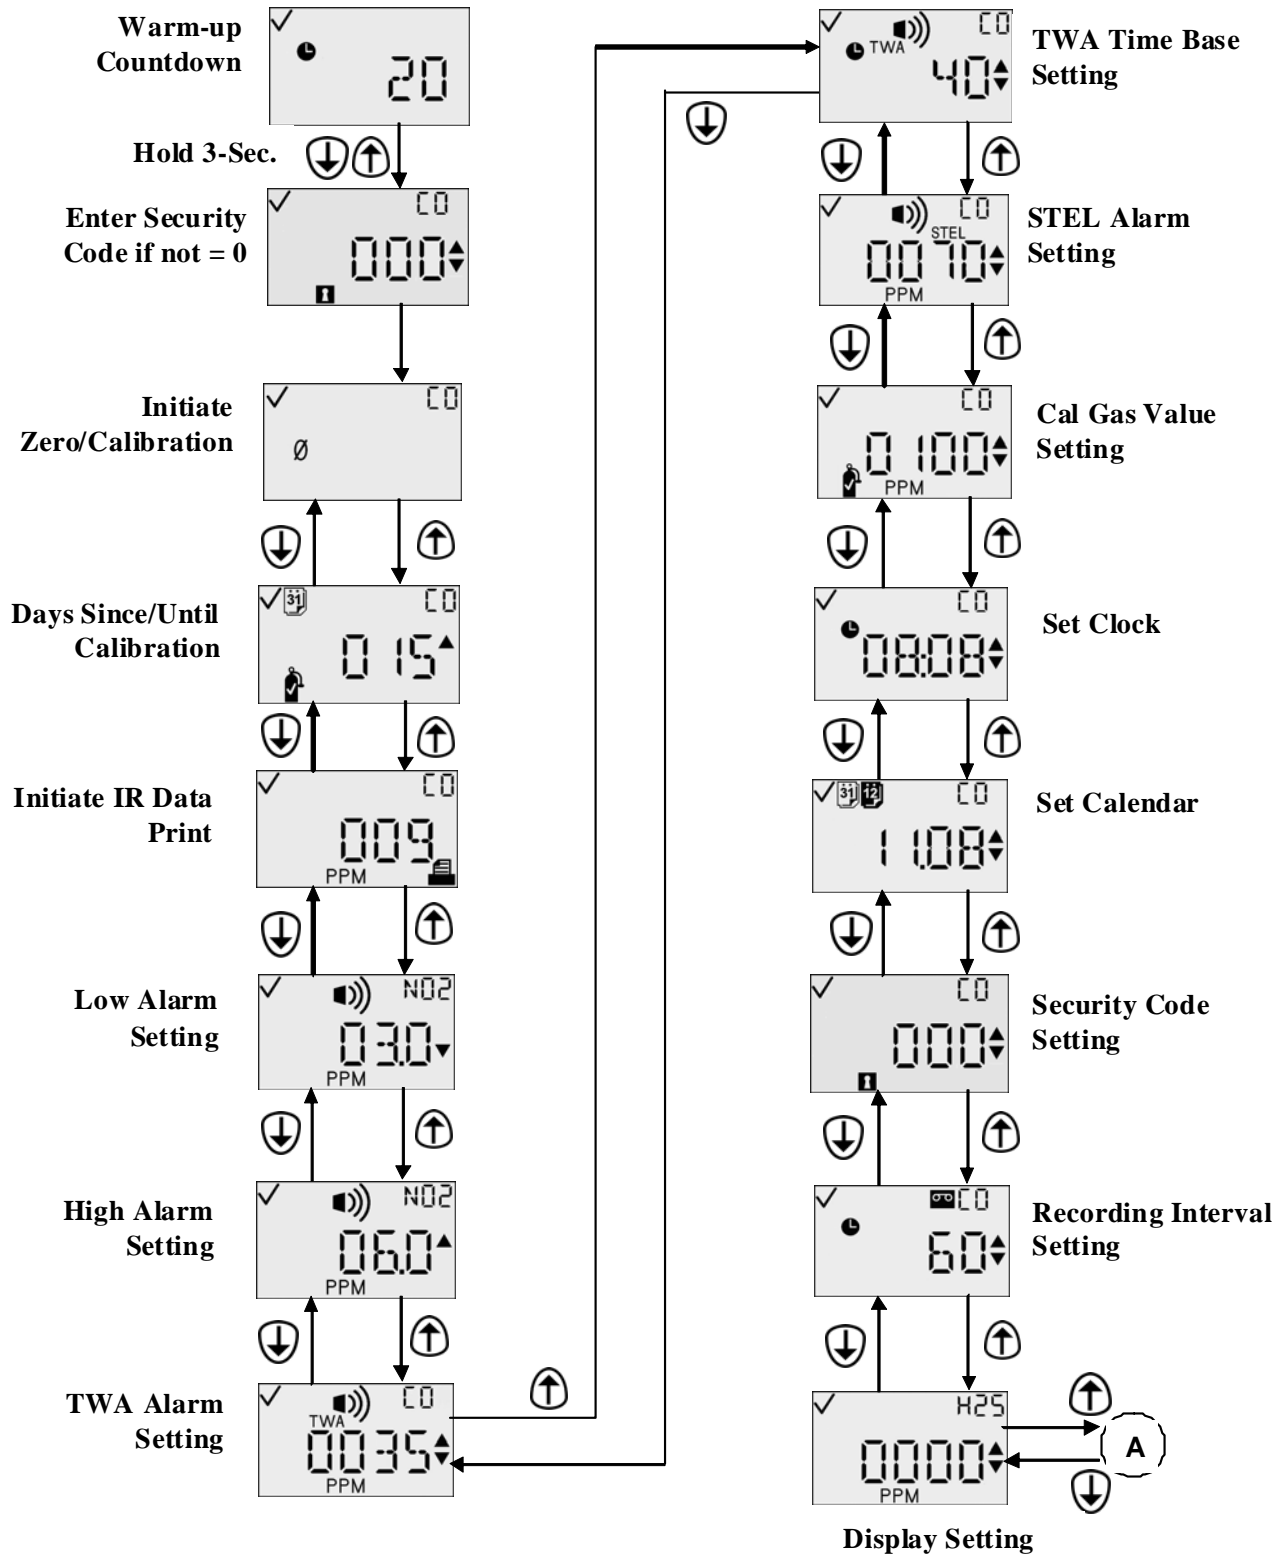 Warm-up
Countdown
20
Hold 3-Sec.
Enter Security
Code if not = 0
CO
000
Initiate
Zero/Calibration
CO
Ø
Days Since/Until
Calibration
31
CO
015
Initiate IR Data
Print
CO
009
PPM
Low Alarm
Setting
NO2
03.0
PPM
High Alarm
Setting
NO2
06.0
PPM
TWA Alarm
Setting
CO
TWA
0035
PPM
CO
TWA
40
TWA Time Base
Setting
CO
STEL
0070
PPM
STEL Alarm
Setting
CO
0100
PPM
Cal Gas Value
Setting
CO
08:08
Set Clock
31 12
CO
11.08
Set Calendar
CO
000
Security Code
Setting
CO
60
Recording Interval
Setting
H2S
0000
PPM
A
Display Setting